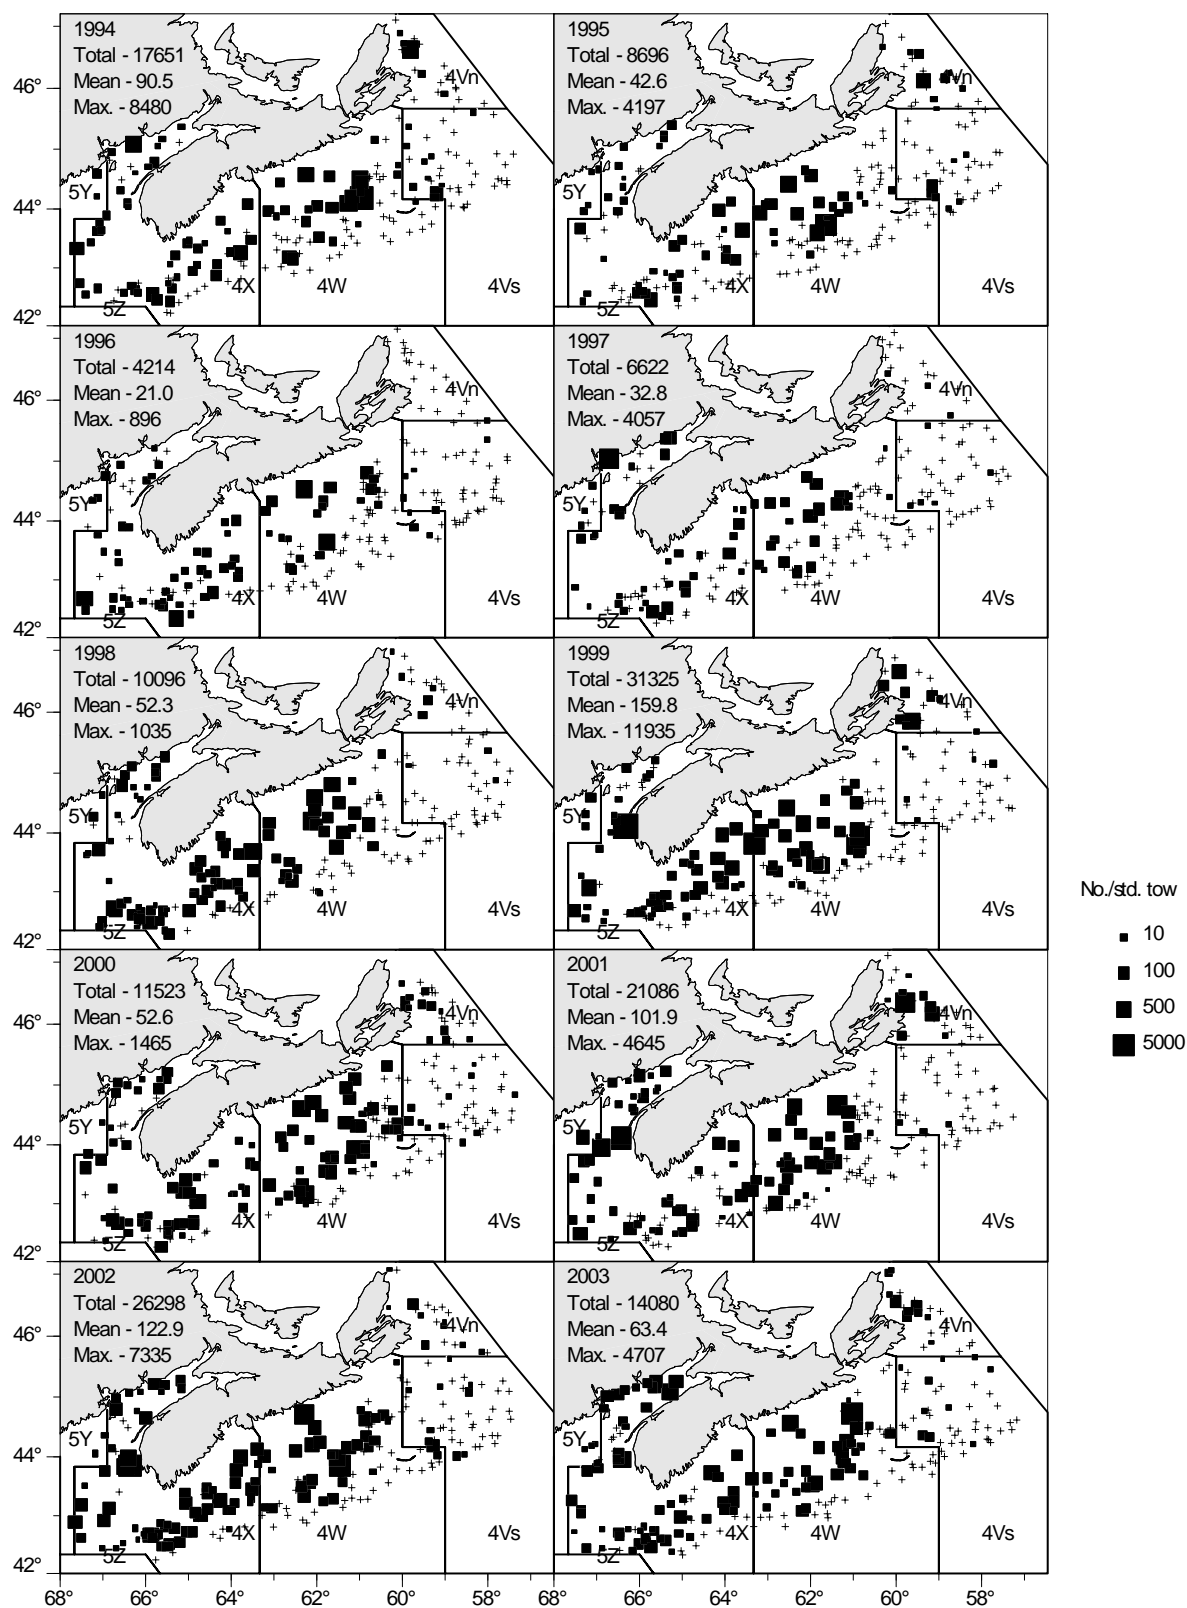 1994
Total - 17651
Mean - 90.5
Max. - 8480
4Vn
5Y
4X
4W
4Vs
5Z
46°
44°
42°
1995
Total - 8696
Mean - 42.6
Max. - 4197
4Vn
5Y
4X
4W
4Vs
5Z
1996
Total - 4214
Mean - 21.0
Max. - 896
4Vn
5Y
4X
4W
4Vs
5Z
46°
44°
42°
1997
Total - 6622
Mean - 32.8
Max. - 4057
4Vn
5Y
4X
4W
4Vs
5Z
1998
Total - 10096
Mean - 52.3
Max. - 1035
4Vn
5Y
4X
4W
4Vs
5Z
46°
44°
42°
1999
Total - 31325
Mean - 159.8
Max. - 11935
4Vn
5Y
4X
4W
4Vs
5Z
No./std. tow
10
100
500
5000
2000
Total - 11523
Mean - 52.6
Max. - 1465
4Vn
5Y
4X
4W
4Vs
5Z
46°
44°
42°
2001
Total - 21086
Mean - 101.9
Max. - 4645
4Vn
5Y
4X
4W
4Vs
5Z
2002
Total - 26298
Mean - 122.9
Max. - 7335
4Vn
5Y
4X
4W
4Vs
5Z
46°
44°
42°
2003
Total - 14080
Mean - 63.4
Max. - 4707
4Vn
5Y
4X
4W
4Vs
5Z
68° 66° 64° 62° 60° 58° 68° 66° 64° 62° 60° 58°